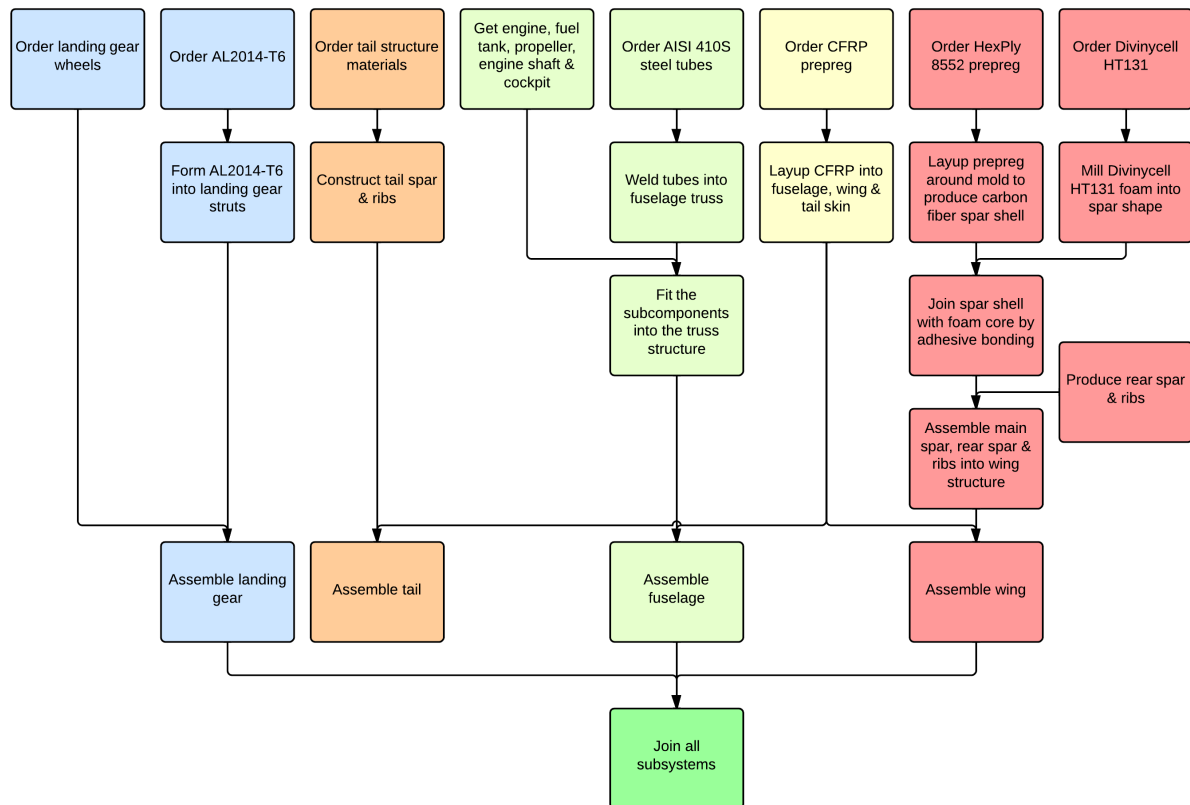 Order landing gear
wheels
Order AL2014-T6
Order tail structure
materials
Get engine, fuel
tank, propeller,
engine shaft &
cockpit
Order AISI 410S
steel tubes
Order CFRP
prepreg
Order HexPly
8552 prepreg
Order Divinycell
HT131
Form AL2014-T6
into landing gear
struts
Construct tail spar
& ribs
Weld tubes into
fuselage truss
Layup CFRP into
fuselage, wing &
tail skin
Layup prepreg
around mold to
produce carbon
fiber spar shell
Mill Divinycell
HT131 foam into
spar shape
Fit the
subcomponents
into the truss
structure
Join spar shell
with foam core by
adhesive bonding
Produce rear spar
& ribs
Assemble main
spar, rear spar &
ribs into wing
structure
Assemble landing
gear
Assemble tail
Assemble
fuselage
Assemble wing
Join all
subsystems